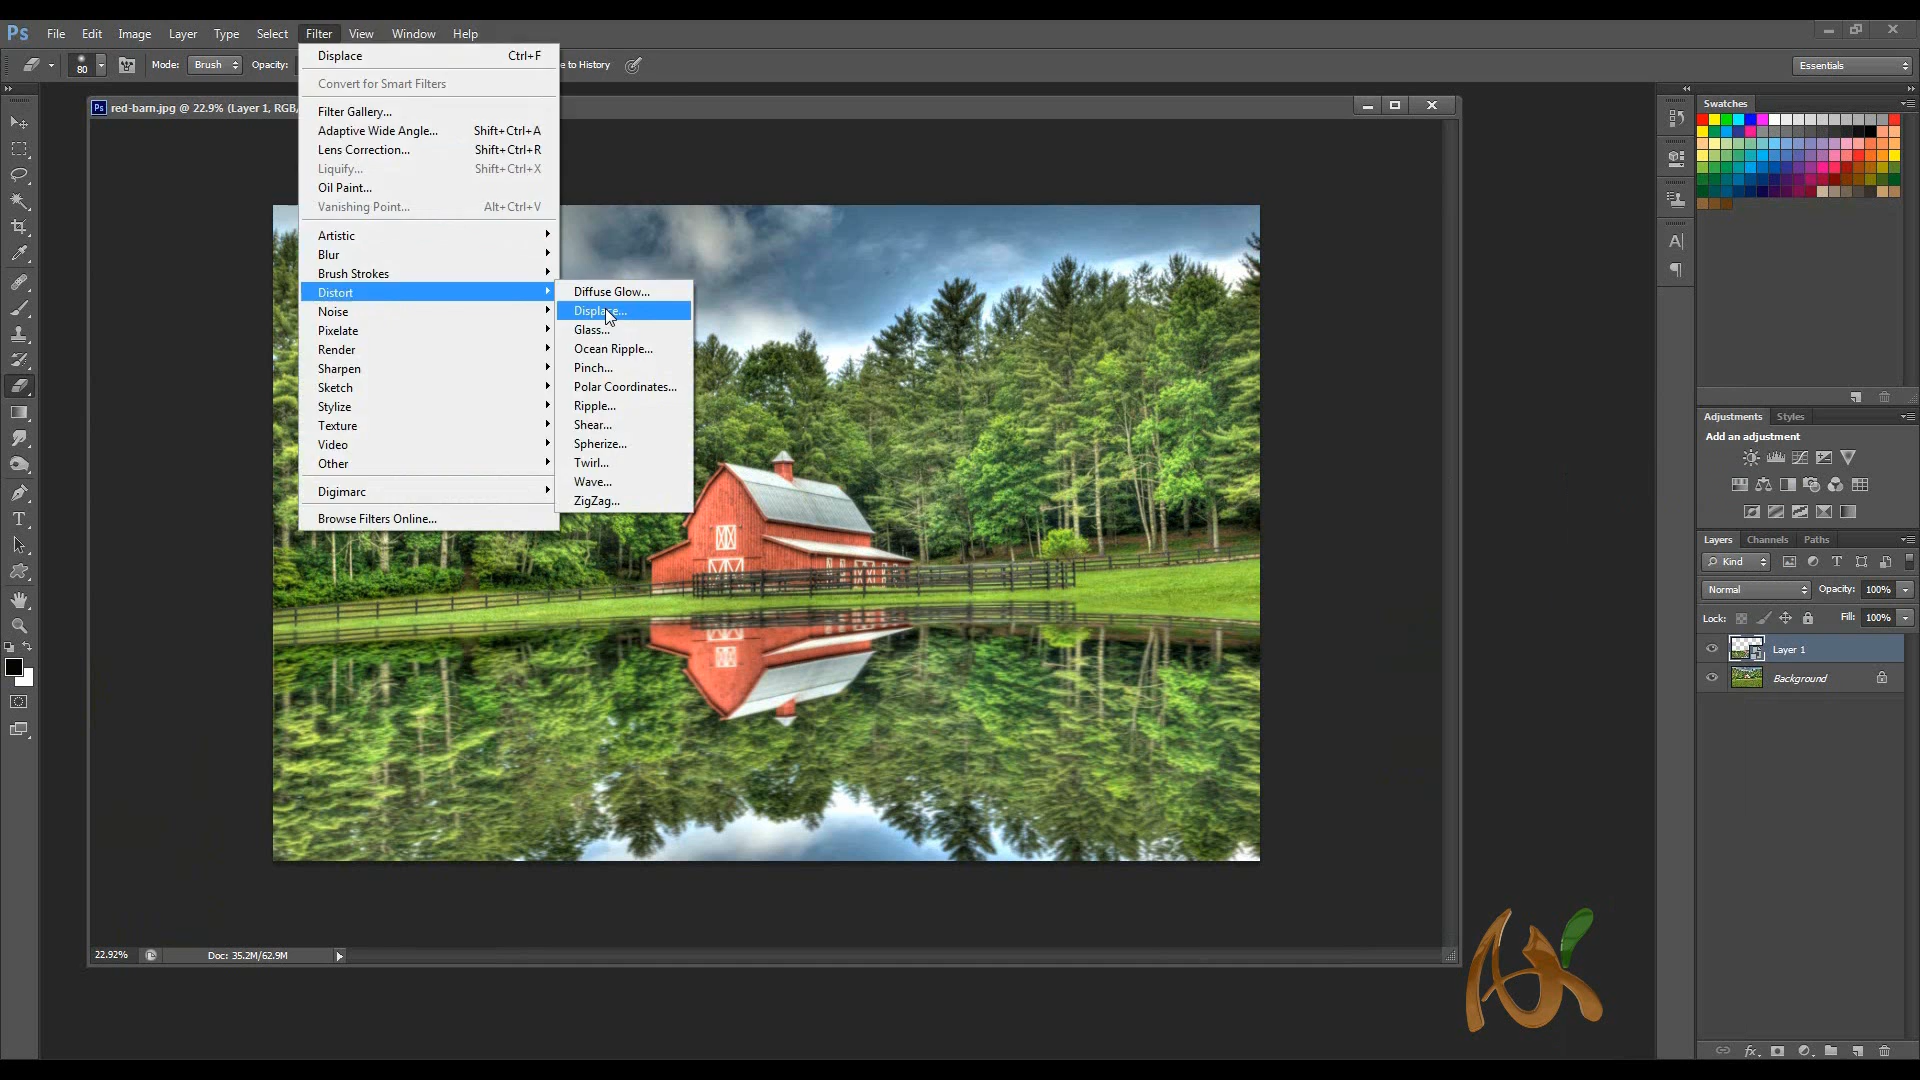 Ps File Edit Image Layer Type Select Filter View Window Help
80 Mode: Brush Opacity: e to History Essentials
Displace Ctrl+F
Convert for Smart Filters
Filter Gallery...
Adaptive Wide Angle... Shift+Ctrl+A
Lens Correction... Shift+Ctrl+R
Liquify... Shift+Ctrl+X
Oil Paint...
Vanishing Point... Alt+Ctrl+V
Artistic
Blur
Brush Strokes
Distort
Noise
Pixelate
Render
Sharpen
Sketch
Stylize
Texture
Video
Other
Digimarc
Browse Filters Online...
Diffuse Glow...
Displace...
Glass...
Ocean Ripple...
Pinch...
Polar Coordinates...
Ripple...
Shear...
Spherize...
Twirl...
Wave...
ZigZag...
Ps red-barn.jpg @ 22.9% (Layer 1, RGB/
22.92% Doc: 35.2M/62.9M
Swatches
Adjustments Styles
Add an adjustment
Layers Channels Paths
Kind
Normal Opacity: 100%
Lock: Fill: 100%
Layer 1
Background